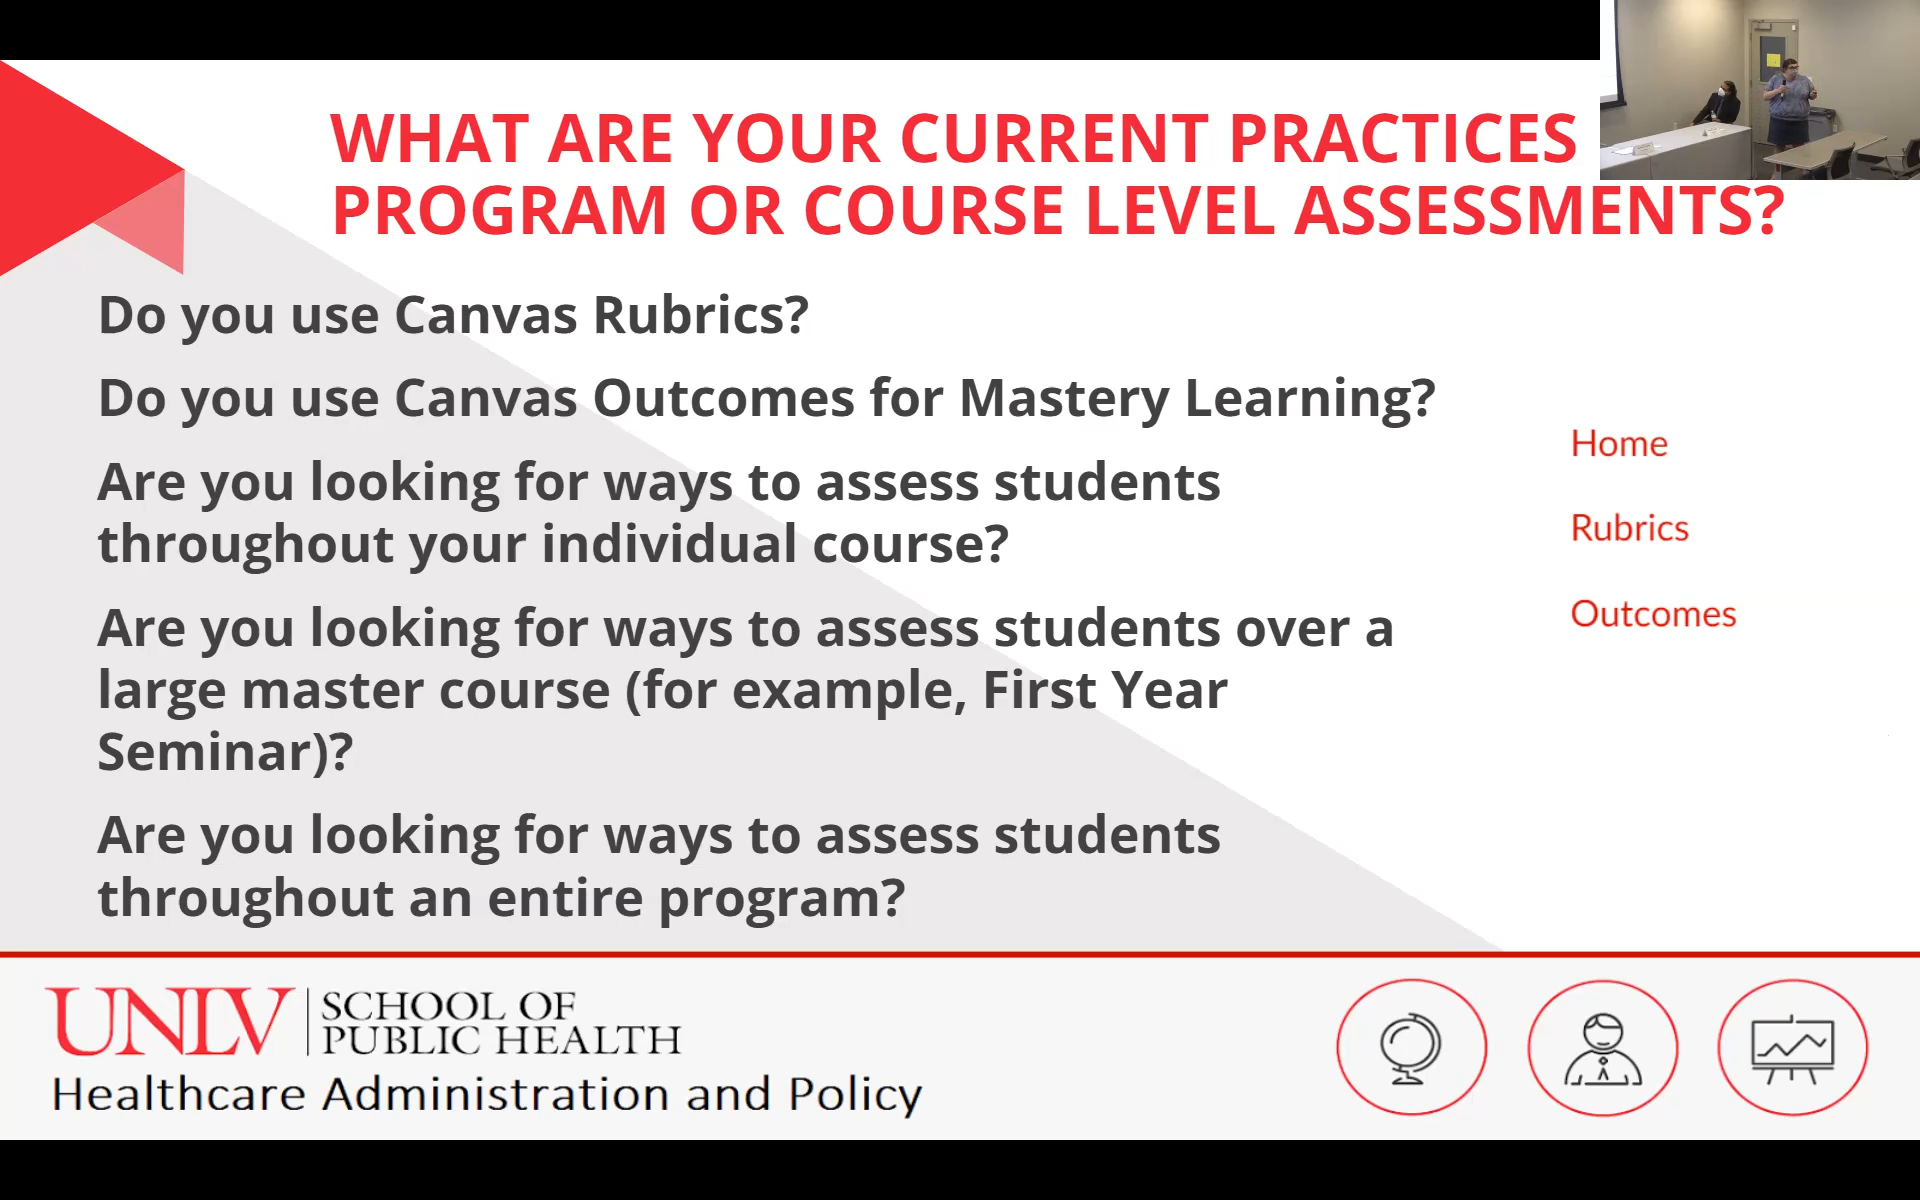 WHAT ARE YOUR CURRENT PRACTICES
PROGRAM OR COURSE LEVEL ASSESSMENTS?
Do you use Canvas Rubrics?
Do you use Canvas Outcomes for Mastery Learning?
Are you looking for ways to assess students
throughout your individual course?
Are you looking for ways to assess students over a
large master course (for example, First Year
Seminar)?
Are you looking for ways to assess students
throughout an entire program?
Home
Rubrics
Outcomes
UNLV
SCHOOL OF
PUBLIC HEALTH
Healthcare Administration and Policy